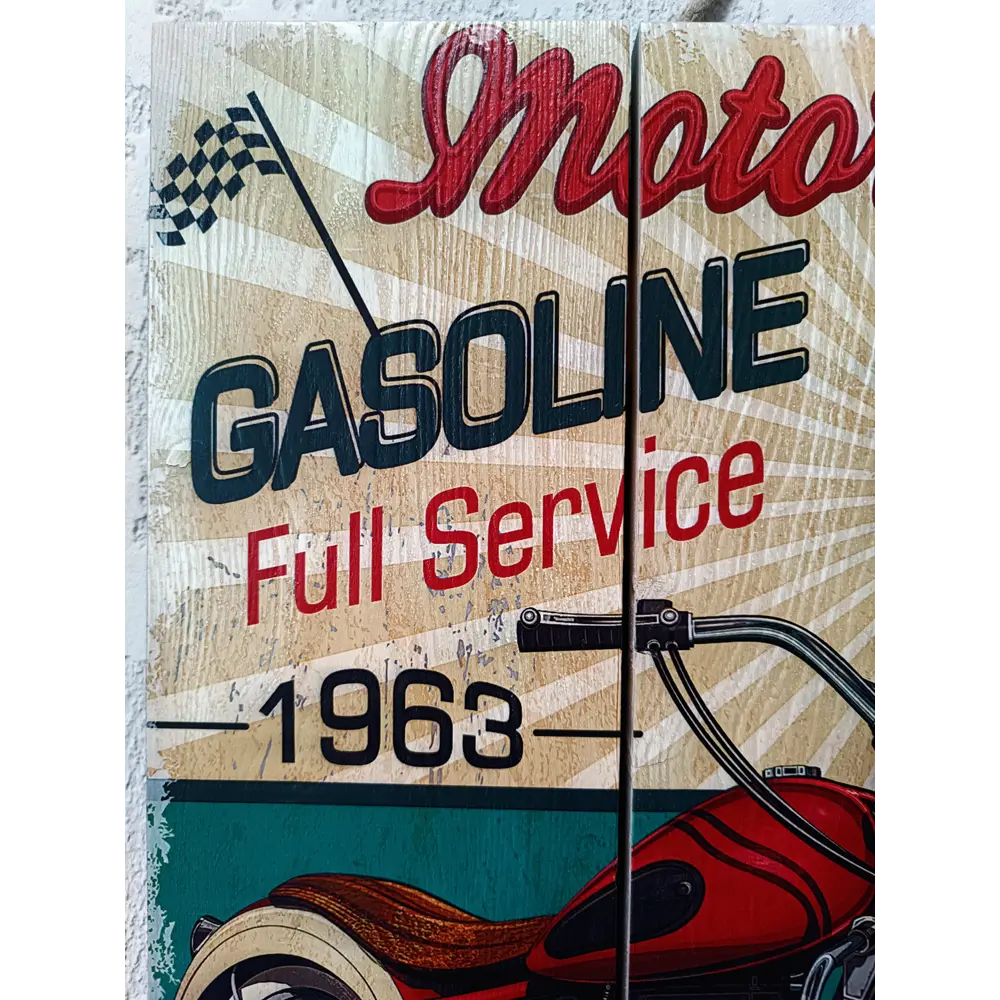 Moto
GASOLINE
Full Service
1963